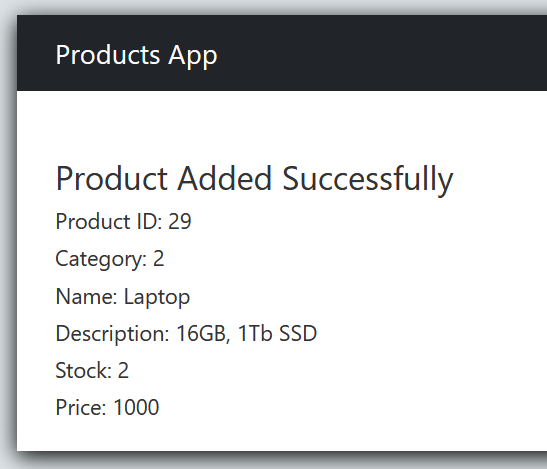 Products App
Product Added Successfully
Product ID: 29
Category: 2
Name: Laptop
Description: 16GB, 1Tb SSD
Stock: 2
Price: 1000